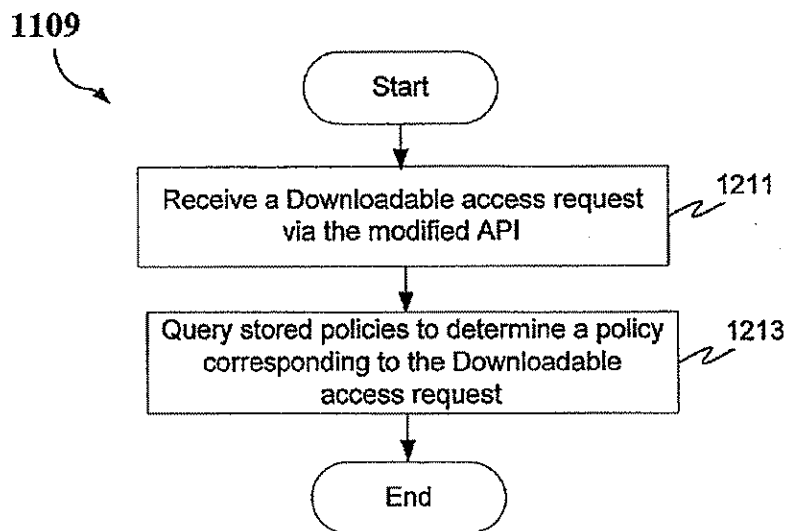 1109
Start
Receive a Downloadable access request
via the modified API
1211
Query stored policies to determine a policy
corresponding to the Downloadable
access request
1213
End